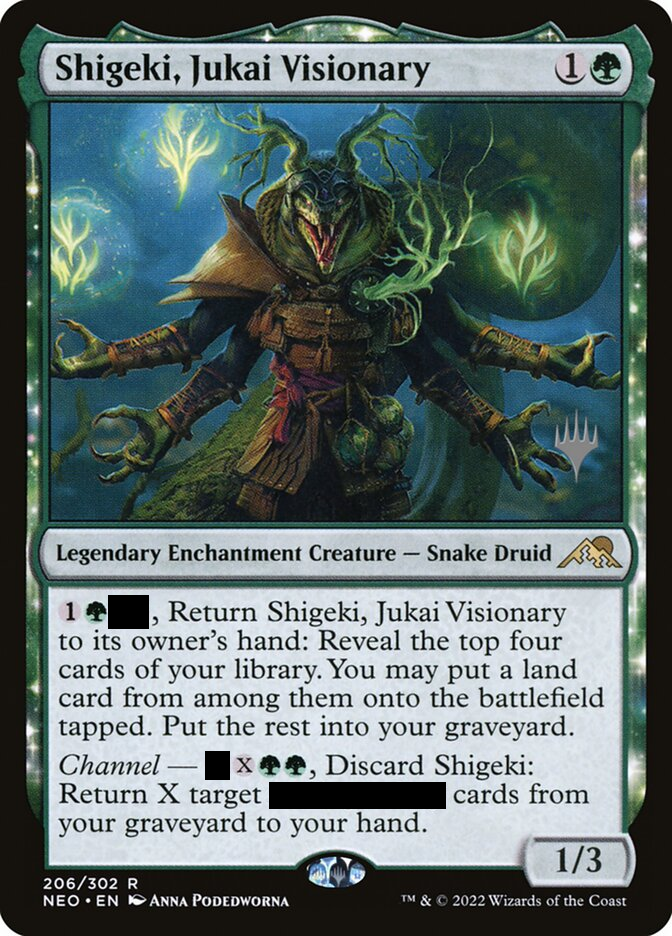 Shigeki, Jukai Visionary 1
Legendary Enchantment Creature — Snake Druid
1 , Return Shigeki, Jukai Visionary
to its owner's hand: Reveal the top four
cards of your library. You may put a land
card from among them onto the battlefield
tapped. Put the rest into your graveyard.
Channel — X , Discard Shigeki:
Return X target cards from
your graveyard to your hand.
1/3
206/302 R
NEO • EN Anna Podedworna
™ & © 2022 Wizards of the Coast